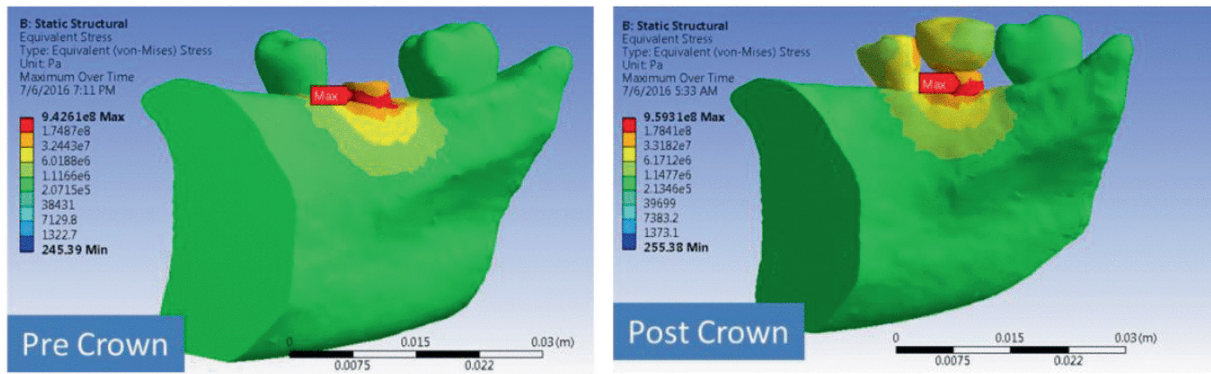 B: Static Structural
Equivalent Stress
Type: Equivalent (von-Mises) Stress
Unit: Pa
Maximum Over Time
7/6/2016 7:11 PM
9.4261e8 Max
1.7487e8
3.2443e7
6.0188e6
1.1166e6
2.0715e5
38431
7129.8
1322.7
245.39 Min
Max
Pre Crown
0 0.015 0.03 (m)
0.0075 0.022
B: Static Structural
Equivalent Stress
Type: Equivalent (von-Mises) Stress
Unit: Pa
Maximum Over Time
7/6/2016 5:33 AM
9.5931e8 Max
1.7841e8
3.3182e7
6.1712e6
1.1477e6
2.1346e5
39699
7383.2
1373.1
255.38 Min
Max
Post Crown
0 0.015 0.03 (m)
0.0075 0.022